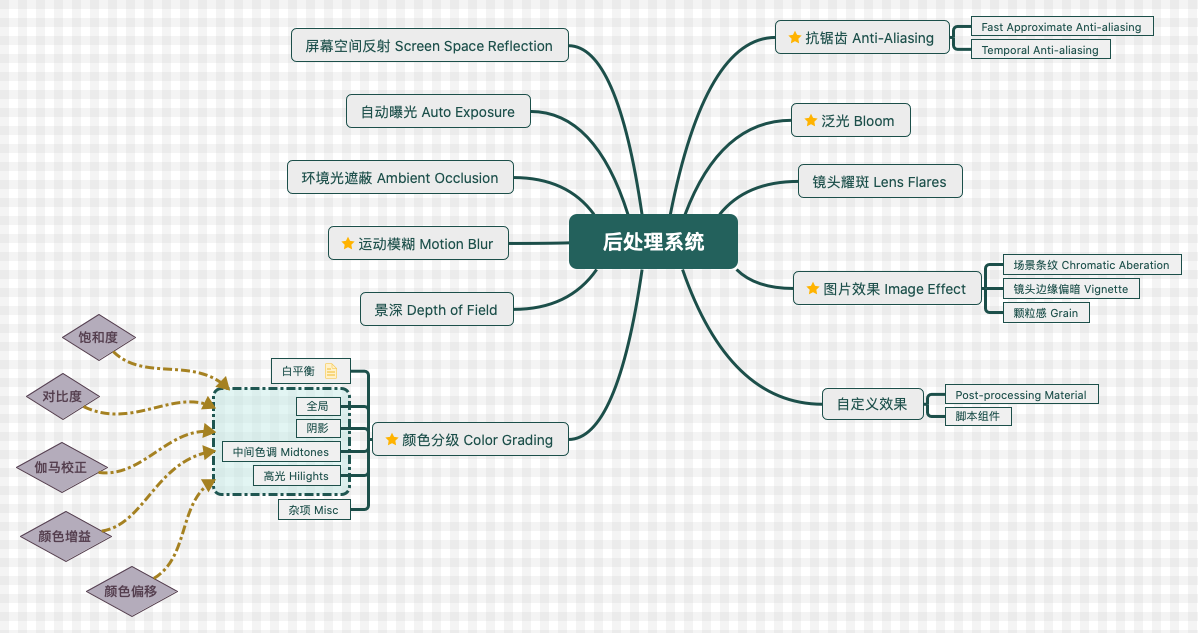 后处理系统
屏幕空间反射 Screen Space Reflection
自动曝光 Auto Exposure
环境光遮蔽 Ambient Occlusion
运动模糊 Motion Blur
景深 Depth of Field
颜色分级 Color Grading
白平衡
全局
阴影
中间色调 Midtones
高光 Hilights
杂项 Misc
饱和度
对比度
伽马校正
颜色增益
颜色偏移
抗锯齿 Anti-Aliasing
Fast Approximate Anti-aliasing
Temporal Anti-aliasing
泛光 Bloom
镜头耀斑 Lens Flares
图片效果 Image Effect
场景条纹 Chromatic Aberation
镜头边缘偏暗 Vignette
颗粒感 Grain
自定义效果
Post-processing Material
脚本组件